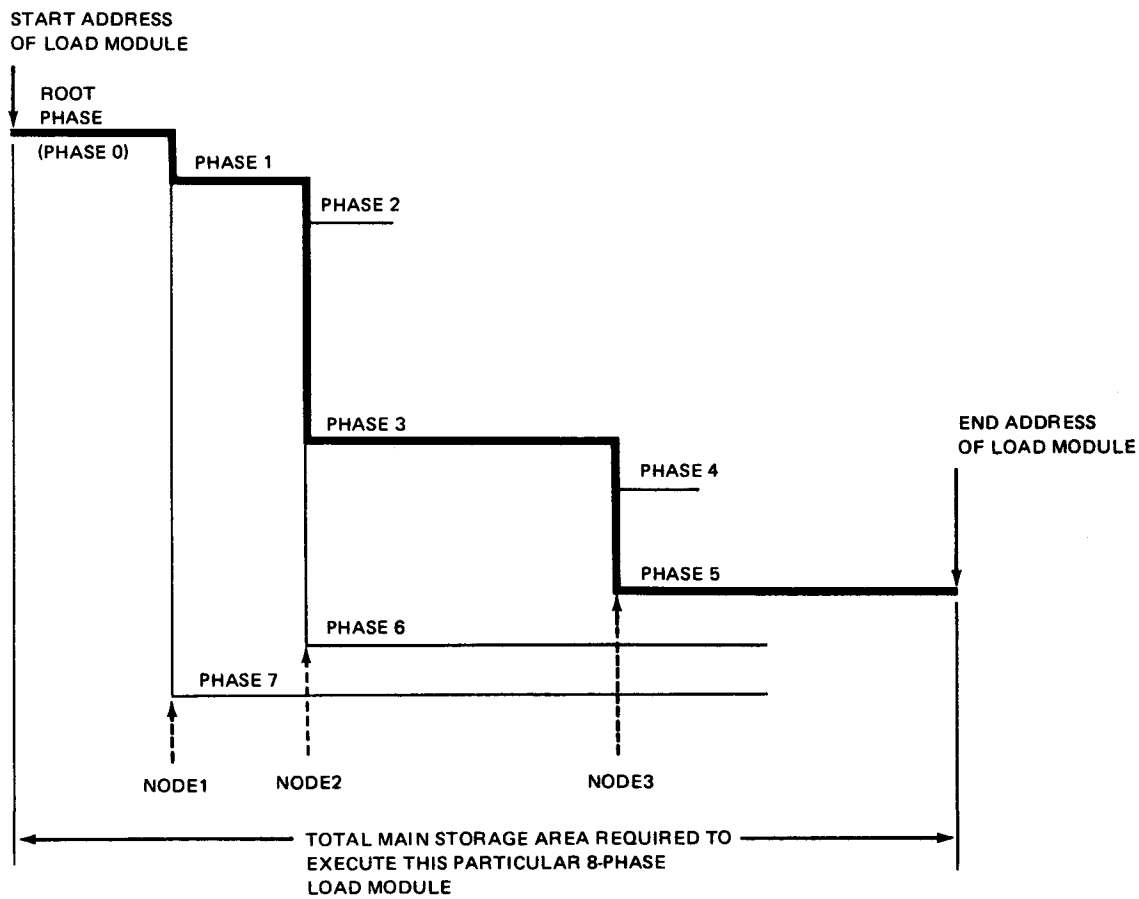 START ADDRESS
OF LOAD MODULE
ROOT
PHASE
(PHASE 0)
PHASE 1
PHASE 2
PHASE 3
END ADDRESS
OF LOAD MODULE
PHASE 4
PHASE 5
PHASE 6
PHASE 7
NODE1
NODE2
NODE3
TOTAL MAIN STORAGE AREA REQUIRED TO
EXECUTE THIS PARTICULAR 8-PHASE
LOAD MODULE